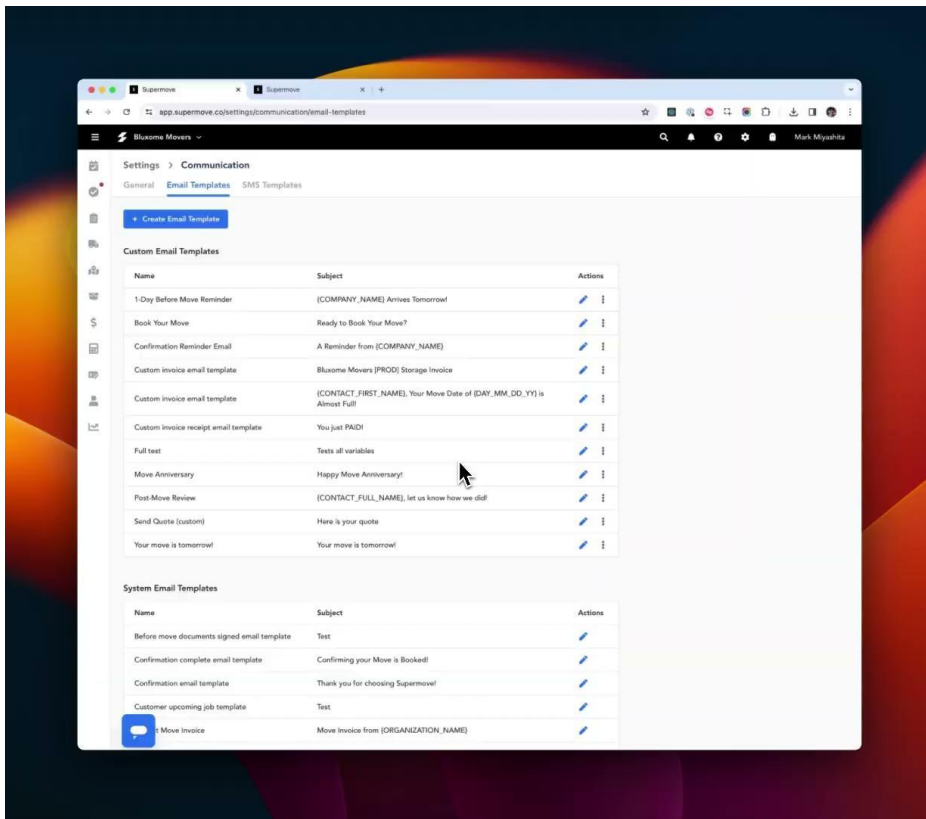 Supermove
Supermove
app.supermove.co/settings/communication/email-templates
Bluxome Movers
Mark Miyashita
Settings > Communication
General Email Templates SMS Templates
+ Create Email Template
Custom Email Templates
Name Subject Actions
1-Day Before Move Reminder {COMPANY_NAME} Arrives Tomorrow!
Book Your Move Ready to Book Your Move?
Confirmation Reminder Email A Reminder from {COMPANY_NAME}
Custom invoice email template Bluxome Movers [PROD] Storage Invoice
Custom invoice email template {CONTACT_FIRST_NAME}, Your Move Date of {DAY_MM_DD_YY} is
Almost Full!
Custom invoice receipt email template You just PAID!
Full test Tests all variables
Move Anniversary Happy Move Anniversary!
Post-Move Review {CONTACT_FULL_NAME}, let us know how we did!
Send Quote (custom) Here is your quote
Your move is tomorrow! Your move is tomorrow!
System Email Templates
Name Subject Actions
Before move documents signed email template Test
Confirmation complete email template Confirming your Move is Booked!
Confirmation email template Thank you for choosing Supermove!
Customer upcoming job template Test
t Move Invoice Move Invoice from {ORGANIZATION_NAME}